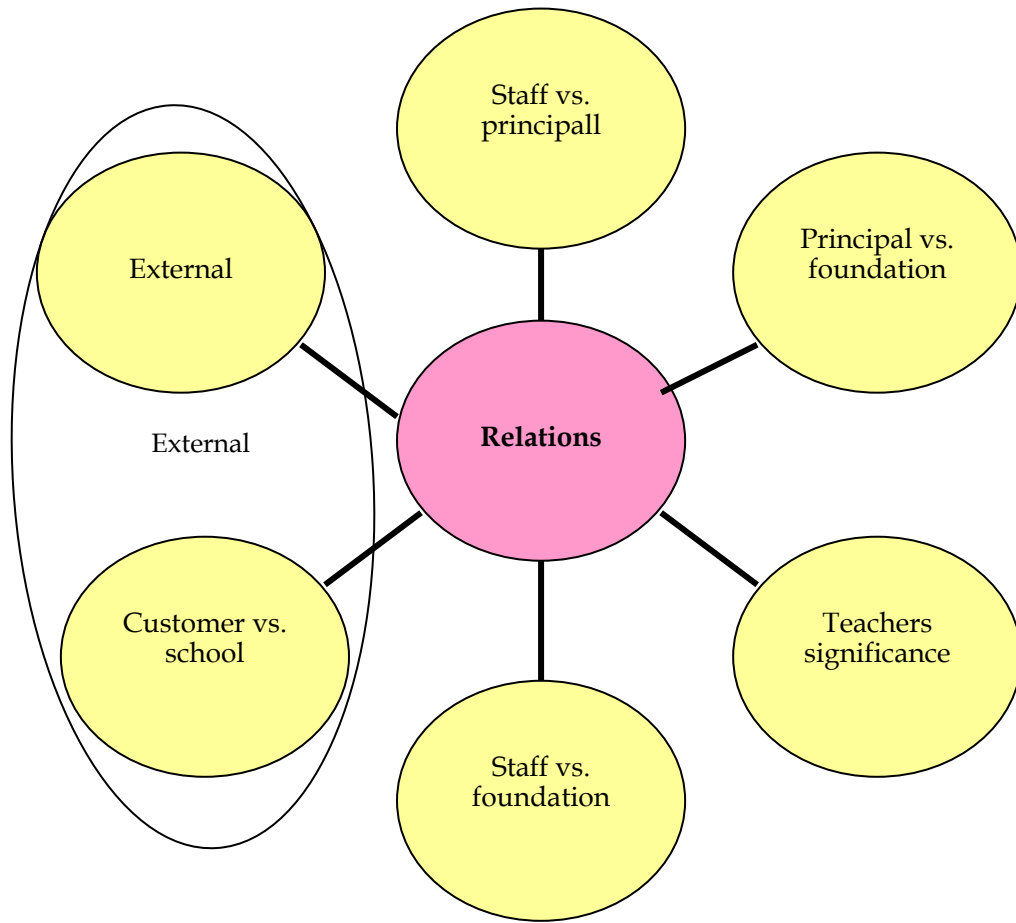 Staff vs.
principall
External
Principal vs.
foundation
Relations
External
Customer vs.
school
Teachers
significance
Staff vs.
foundation